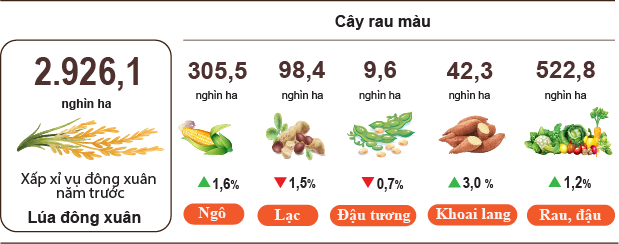 Cây rau màu
2.926,1
nghìn ha
Xấp xỉ vụ đông xuân
năm trước
Lúa đông xuân
305,5
nghìn ha
1,6%
Ngô
98,4
nghìn ha
1,5%
Lạc
9,6
nghìn ha
0,7%
Đậu tương
42,3
nghìn ha
3,0 %
Khoai lang
522,8
nghìn ha
1,2%
Rau, đậu